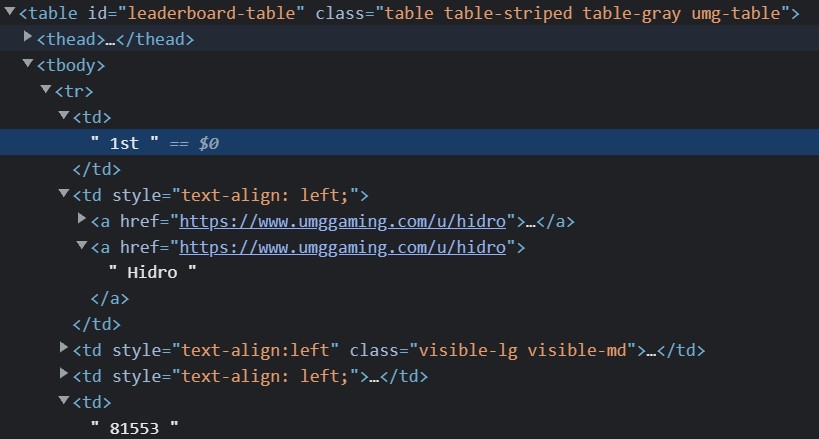 ▼<table id="leaderboard-table" class="table table-striped table-gray umg-table">
▶<thead>…</thead>
▼<tbody>
▼<tr>
▼<td>
" 1st " == $0
</td>
▼<td style="text-align: left;">
▶<a href="https://www.umggaming.com/u/hidro">…</a>
▼<a href="https://www.umggaming.com/u/hidro">
" Hidro "
</a>
</td>
▶<td style="text-align:left" class="visible-lg visible-md">…</td>
▶<td style="text-align: left;">…</td>
▼<td>
" 81553 "